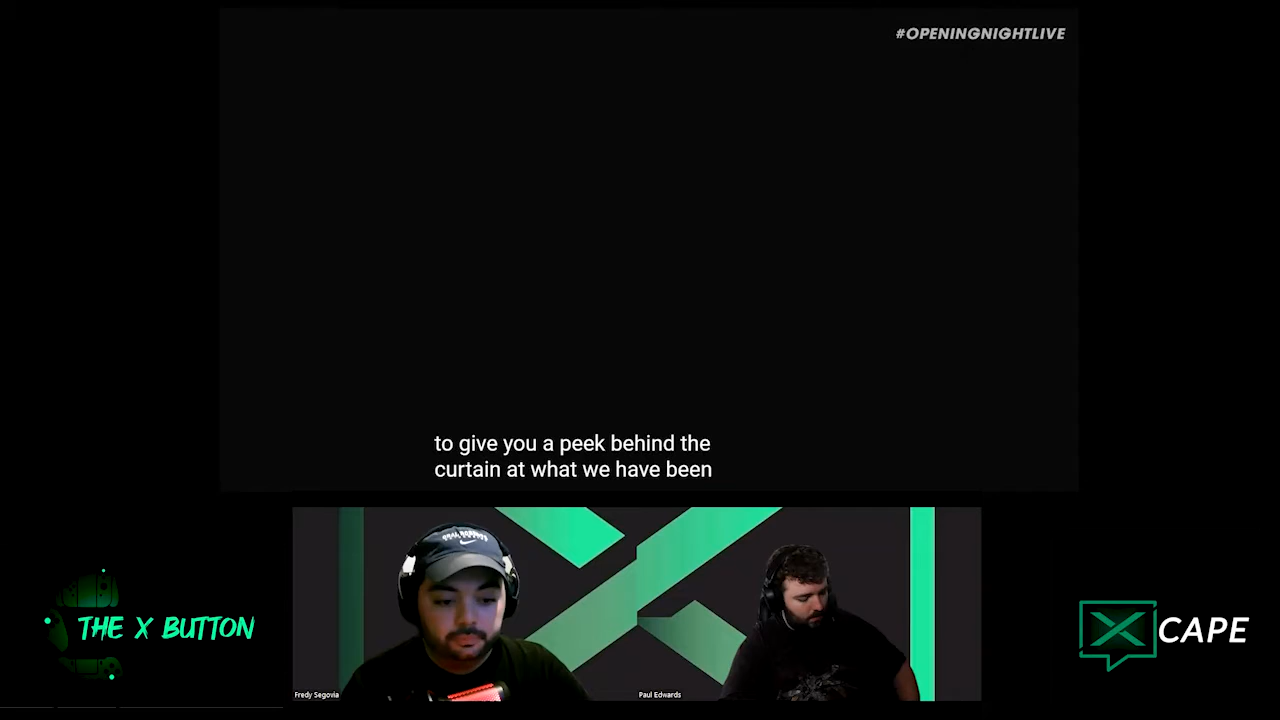 #OPENINGNIGHTLIVE
to give you a peek behind the
curtain at what we have been
THE X BUTTON
Fredy Segovia
Paul Edwards
XCAPE